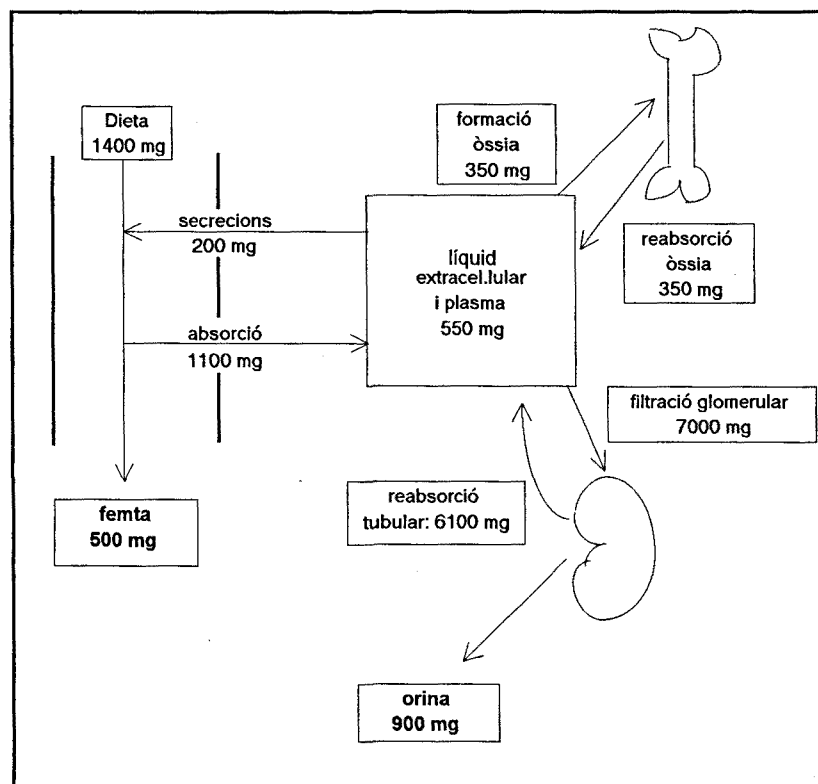 Dieta
1400 mg
formació
òssia
350 mg
secrecions
200 mg
líquid
extracel.lular
i plasma
550 mg
reabsorció
òssia
350 mg
absorció
1100 mg
filtració glomerular
7000 mg
reabsorció
tubular: 6100 mg
femta
500 mg
orina
900 mg